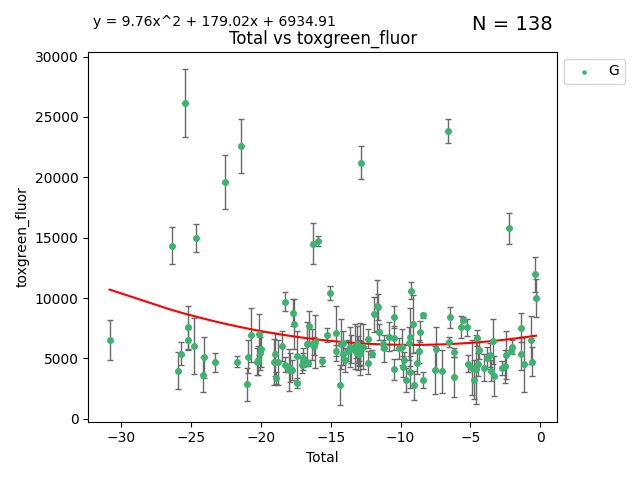 y = 9.76x^2 + 179.02x + 6934.91
N = 138
Total vs toxgreen_fluor
G
toxgreen_fluor
30000
25000
20000
15000
10000
5000
0
−30
−25
−20
−15
−10
−5
0
Total